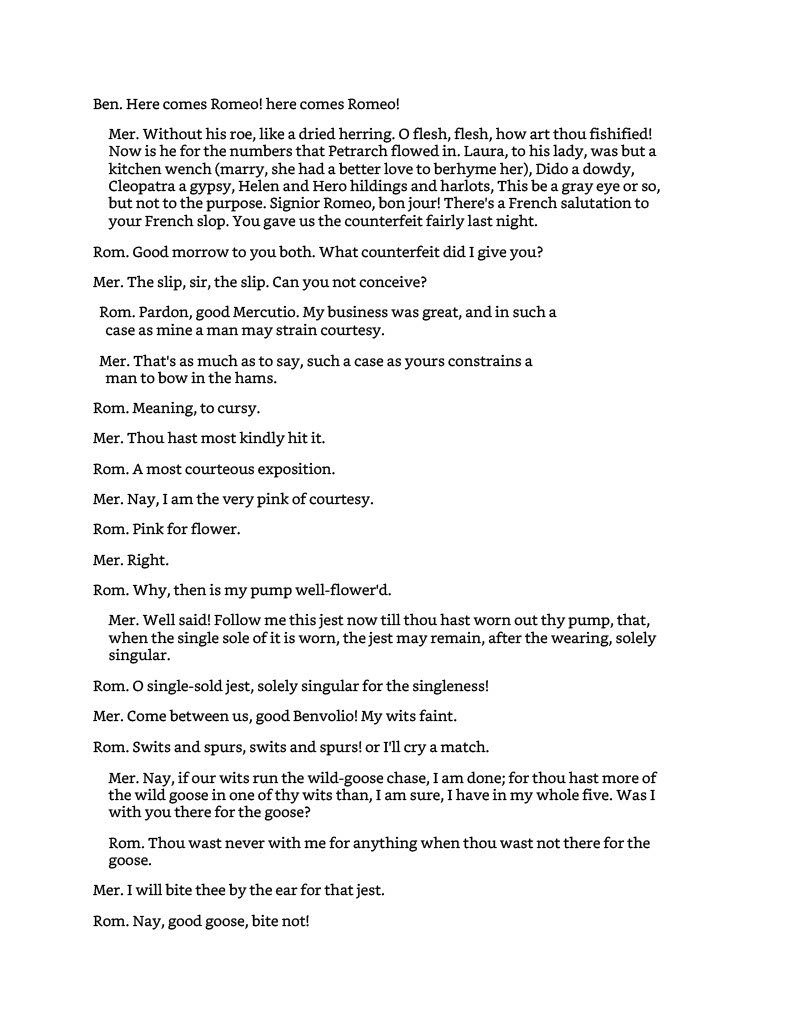 Ben. Here comes Romeo! here comes Romeo!
Mer. Without his roe, like a dried herring. O flesh, flesh, how art thou fishified!
Now is he for the numbers that Petrarch flowed in. Laura, to his lady, was but a
kitchen wench (marry, she had a better love to berhyme her), Dido a dowdy,
Cleopatra a gypsy, Helen and Hero hildings and harlots, This be a gray eye or so,
but not to the purpose. Signior Romeo, bon jour! There's a French salutation to
your French slop. You gave us the counterfeit fairly last night.
Rom. Good morrow to you both. What counterfeit did I give you?
Mer. The slip, sir, the slip. Can you not conceive?
Rom. Pardon, good Mercutio. My business was great, and in such a
case as mine a man may strain courtesy.
Mer. That's as much as to say, such a case as yours constrains a
man to bow in the hams.
Rom. Meaning, to cursy.
Mer. Thou hast most kindly hit it.
Rom. A most courteous exposition.
Mer. Nay, I am the very pink of courtesy.
Rom. Pink for flower.
Mer. Right.
Rom. Why, then is my pump well-flower'd.
Mer. Well said! Follow me this jest now till thou hast worn out thy pump, that,
when the single sole of it is worn, the jest may remain, after the wearing, solely
singular.
Rom. O single-sold jest, solely singular for the singleness!
Mer. Come between us, good Benvolio! My wits faint.
Rom. Swits and spurs, swits and spurs! or I'll cry a match.
Mer. Nay, if our wits run the wild-goose chase, I am done; for thou hast more of
the wild goose in one of thy wits than, I am sure, I have in my whole five. Was I
with you there for the goose?
Rom. Thou wast never with me for anything when thou wast not there for the
goose.
Mer. I will bite thee by the ear for that jest.
Rom. Nay, good goose, bite not!